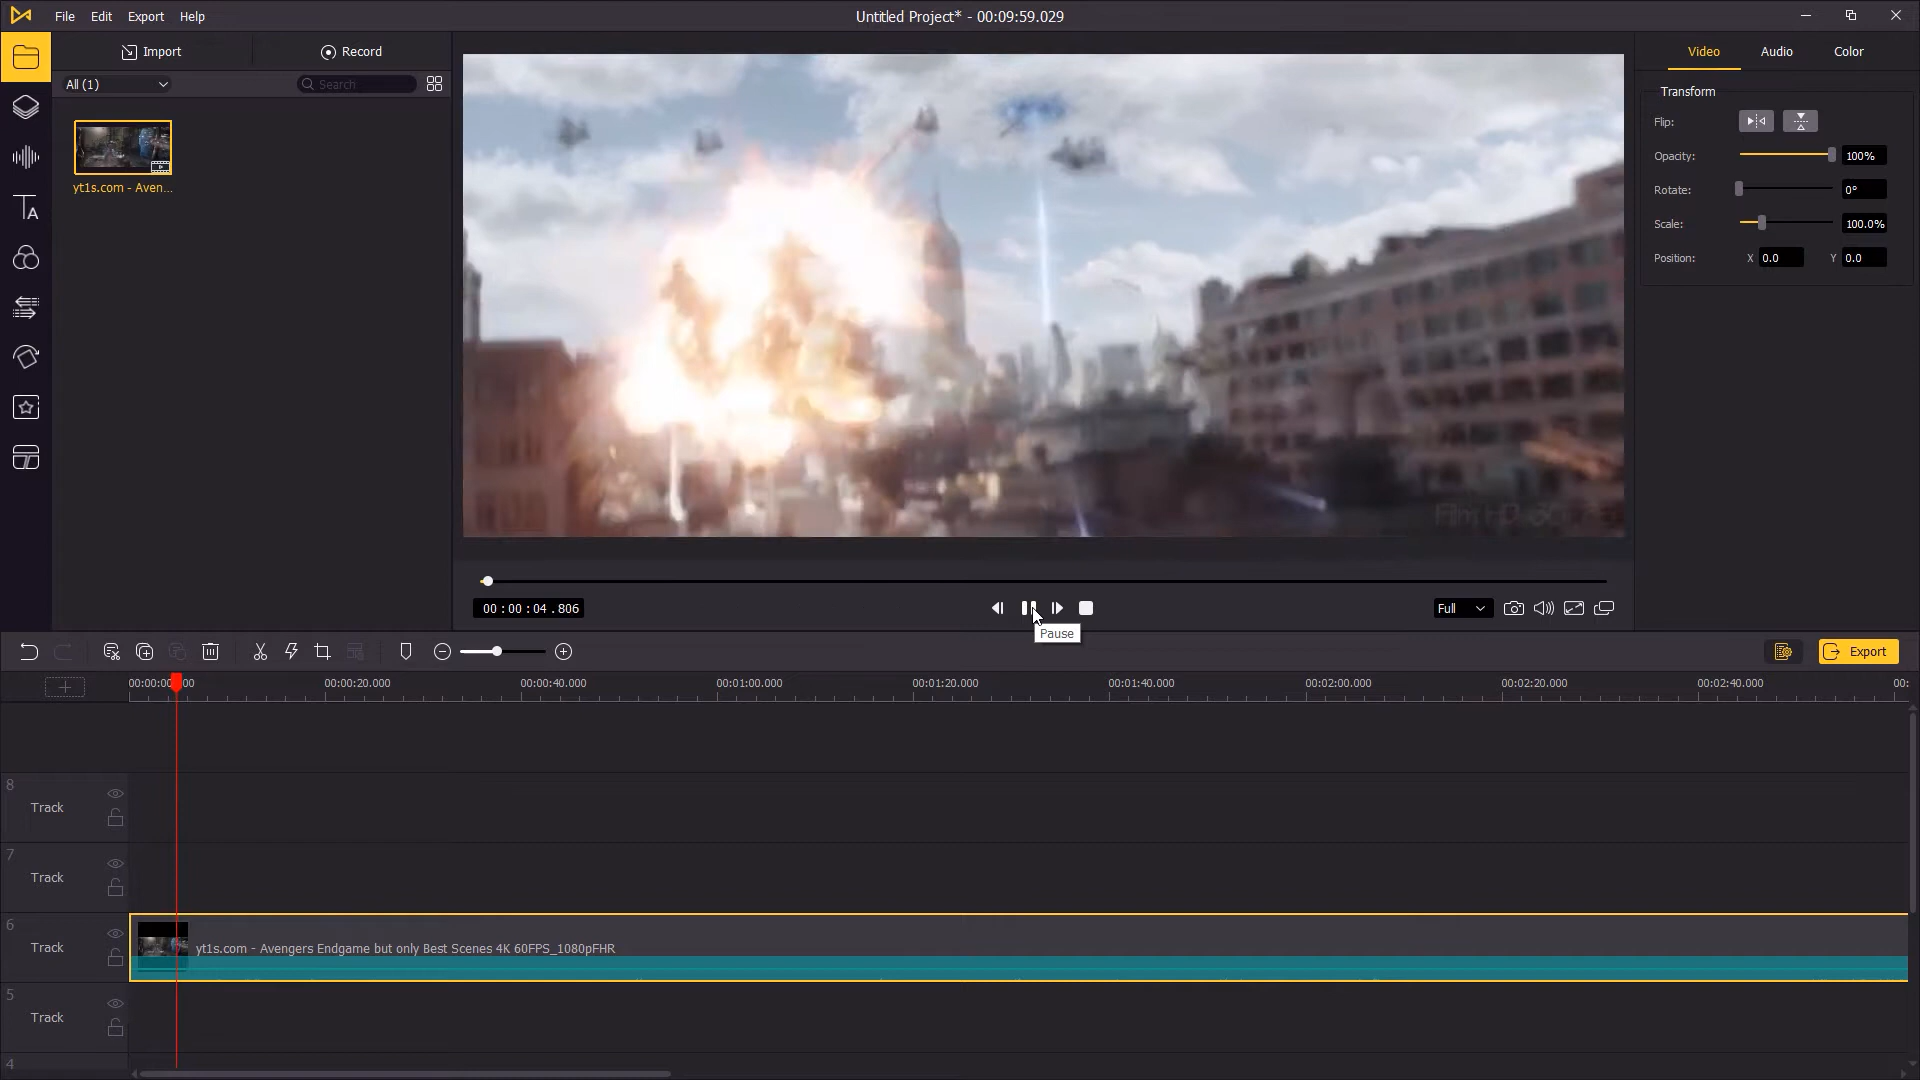 File Edit Export Help
Untitled Project* - 00:09:59.029
Import Record
Video Audio Color
All (1)
Search
Transform
Flip:
Opacity: 100%
Rotate: 0°
Scale: 100.0%
Position: X 0.0 Y 0.0
yt1s.com - Aven...
Film HD
00 : 00 : 04 . 806
Full
Pause
Export
00:00:20.000 00:00:40.000 00:01:00.000 00:01:20.000 00:01:40.000 00:02:00.000 00:02:20.000 00:02:40.000
8
Track
7
Track
6
Track
yt1s.com - Avengers Endgame but only Best Scenes 4K 60FPS_1080pFHR
5
Track
4